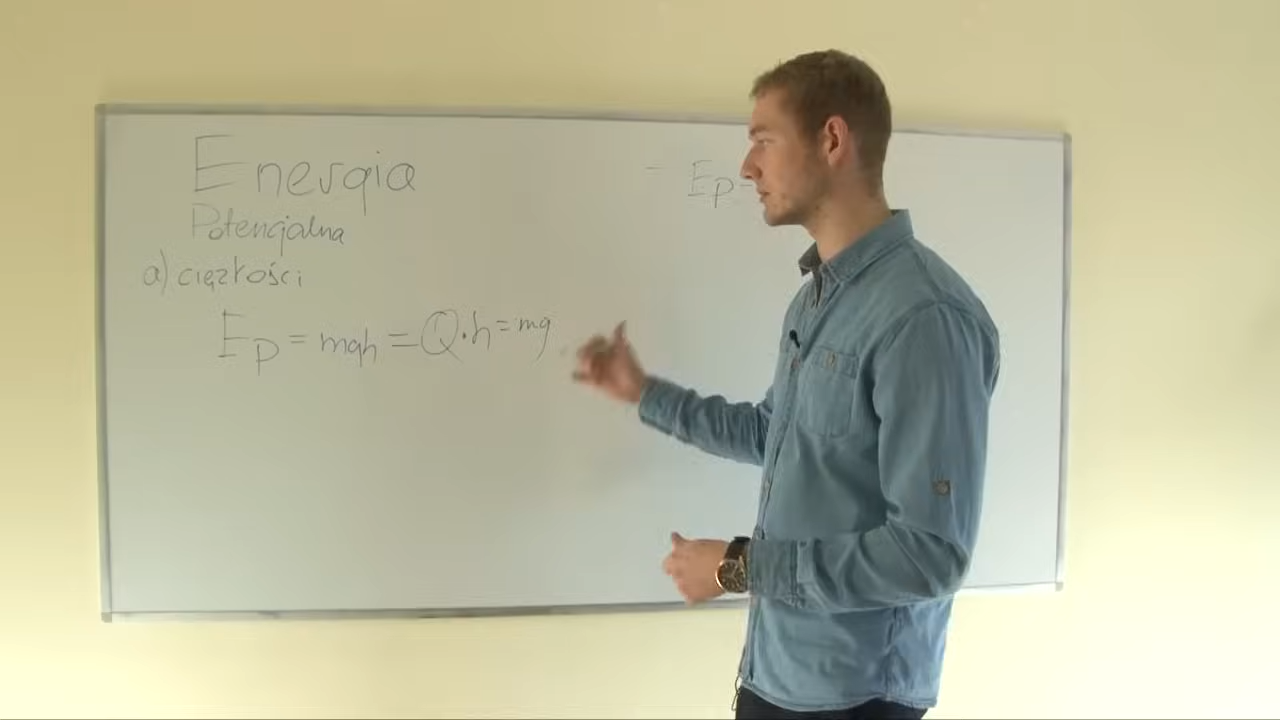 Energia
Potencjalna
a) ciężkości
Ep = mgh = Q·h = mg
- Ep -